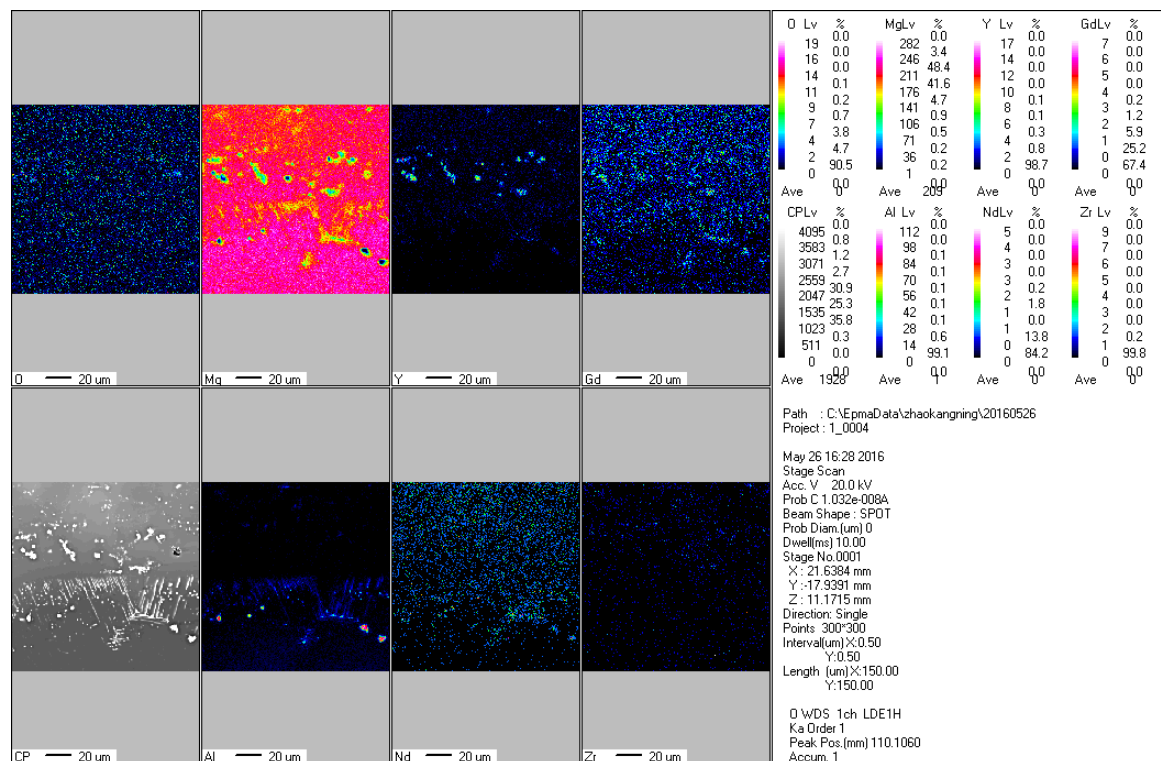 O Lv % MgLv % Y Lv % GdLv %
0.0 0.0 0.0 0.0
19 282 17 7
0.0 3.4 0.0 0.0
16 246 14 6
0.0 48.4 0.0 0.0
14 211 12 5
0.1 41.6 0.0 0.0
11 176 10 4
0.2 4.7 0.1 0.2
9 141 8 3
0.7 0.9 0.1 1.2
7 106 6 2
3.8 0.5 0.3 5.9
4 71 4 1
4.7 0.2 0.8 25.2
2 36 2 0
90.5 0.2 98.7 67.4
0 1 0 0
0.0 0.0 0.0 0.0
Ave 0 Ave 209 Ave 0 Ave 0
CPLv % Al Lv % NdLv % Zr Lv %
0.0 0.0 0.0 0.0
4095 112 5 9
0.8 0.1 0.0 0.0
3583 98 4 7
1.2 0.1 0.0 0.0
3071 84 3 6
2.7 0.1 0.0 0.0
2559 70 3 5
30.9 0.1 0.2 0.0
2047 56 2 4
25.3 0.1 1.8 0.0
1535 42 1 3
35.8 0.1 0.0 0.0
1023 28 1 2
0.3 0.6 13.8 0.2
511 14 0 1
0.0 99.1 84.2 99.8
0 0 0 0
0.0 0.0 0.0 0.0
Ave 1928 Ave 1 Ave 0 Ave 0
O 20 um Mg 20 um Y 20 um Gd 20 um
Path : C:\EpmaData\zhaokangning\20160526
Project : 1_0004
May 26 16:28 2016
Stage Scan
Acc. V 20.0 kV
Prob C 1.032e-008A
Beam Shape : SPOT
Prob Diam.(um) 0
Dwell(ms) 10.00
Stage No.0001
X : 21.6384 mm
Y :-17.9391 mm
Z : 11.1715 mm
Direction: Single
Points 300*300
Interval(um) X:0.50
Y:0.50
Length (um) X:150.00
Y:150.00
O WDS 1ch LDE1H
Ka Order 1
Peak Pos.(mm) 110.1060
Accum. 1
CP 20 um Al 20 um Nd 20 um Zr 20 um